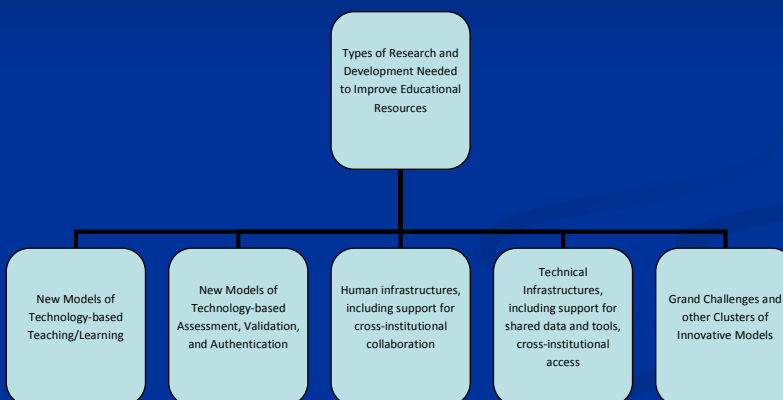 Types of Research and
Development Needed
to Improve Educational
Resources
New Models of
Technology-based
Teaching/Learning
New Models of
Technology-based
Assessment, Validation,
and Authentication
Human infrastructures,
including support for
cross-institutional
collaboration
Technical
Infrastructures,
including support for
shared data and tools,
cross-institutional
access
Grand Challenges and
other Clusters of
Innovative Models